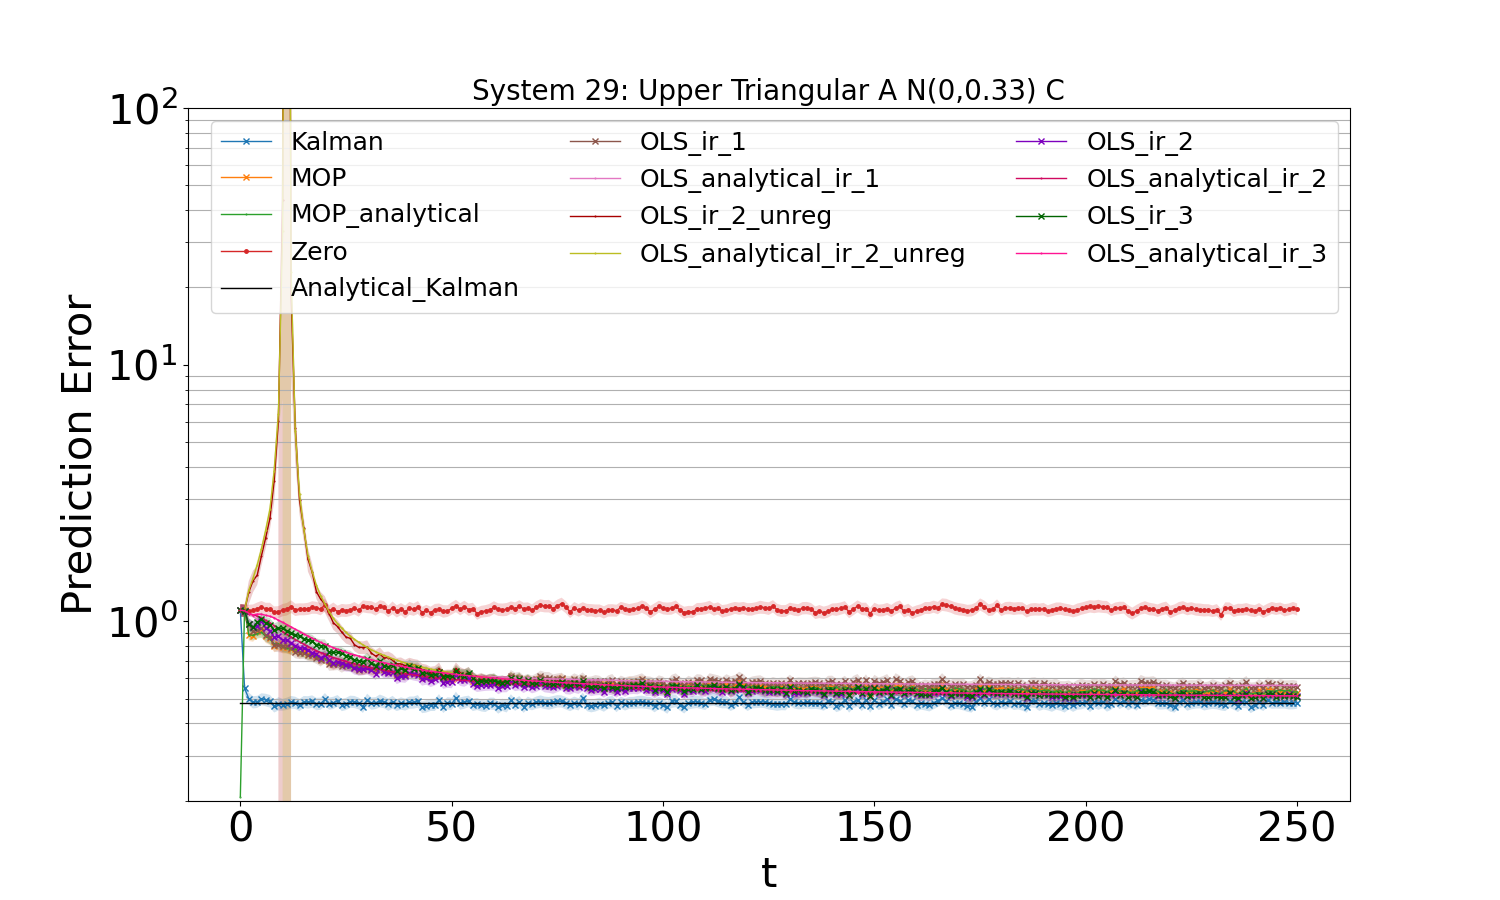 System 29: Upper Triangular A N(0,0.33) C
Prediction Error
10²
10¹
10⁰
Kalman
MOP
MOP_analytical
Zero
Analytical_Kalman
OLS_ir_1
OLS_analytical_ir_1
OLS_ir_2_unreg
OLS_analytical_ir_2_unreg
OLS_ir_2
OLS_analytical_ir_2
OLS_ir_3
OLS_analytical_ir_3
0 50 100 150 200 250
t